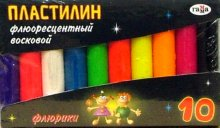 ПЛАСТИЛИН
гамма
флюоресцентный
восковой
флюрики
10